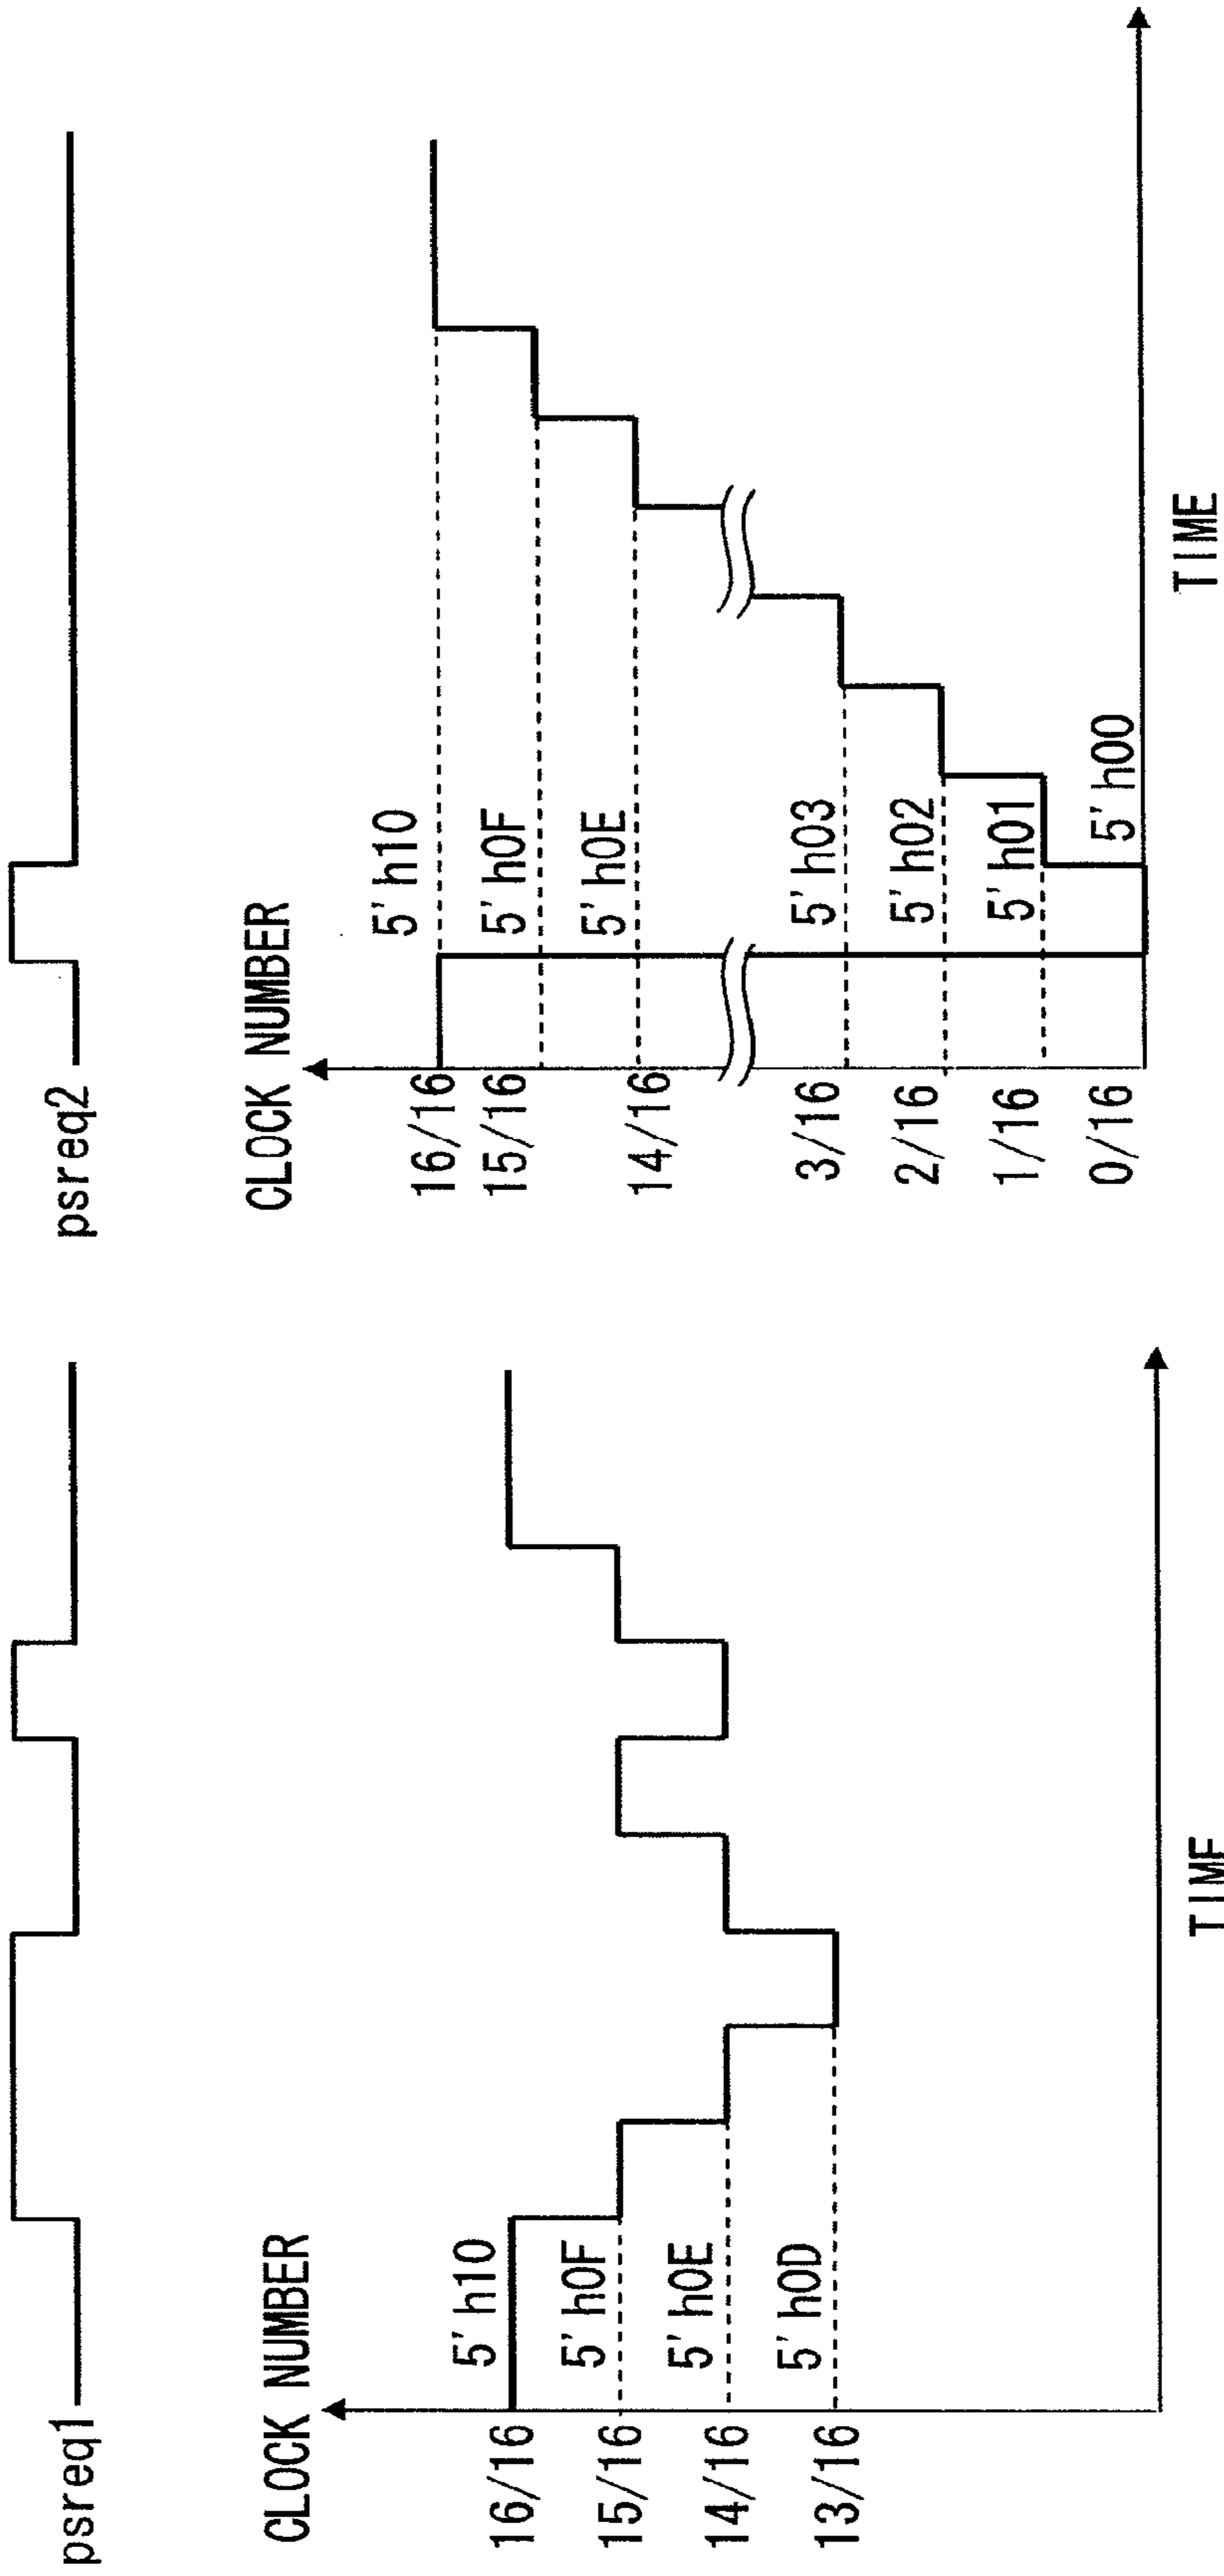 psreq1
CLOCK NUMBER
16/16
15/16
14/16
13/16
5'h10
5'h0F
5'h0E
5'h0D
TIME
psreq2
CLOCK NUMBER
16/16
15/16
14/16
3/16
2/16
1/16
0/16
5'h10
5'h0F
5'h0E
5'h03
5'h02
5'h01
5'h00
TIME